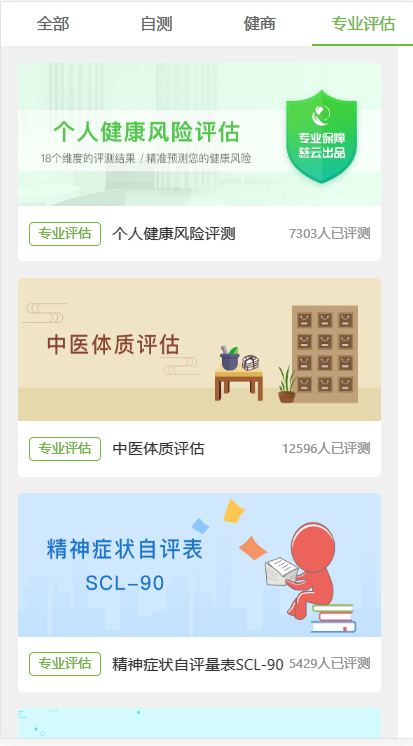 全部 自测 健商 专业评估
个人健康风险评估
18个维度的评测结果 / 精准预测您的健康风险
专业保障
慈云出品
专业评估 个人健康风险评测 7303人已评测
中医体质评估
专业评估 中医体质评估 12596人已评测
精神症状自评表
SCL-90
专业评估 精神症状自评量表SCL-90 5429人已评测